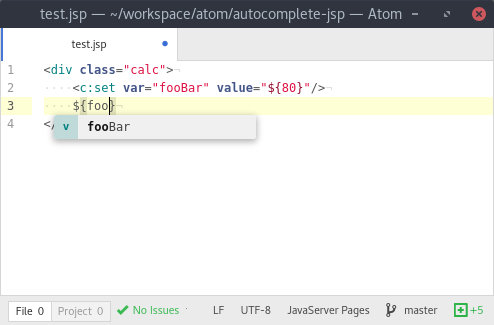 test.jsp — ~/workspace/atom/autocomplete-jsp — Atom
test.jsp
1 <div class="calc">¬
2 ····<c:set var="fooBar" value="${80}"/>¬
3 ····${foo}
4 </
v fooBar
File 0 Project 0 No Issues LF UTF-8 JavaServer Pages master +5